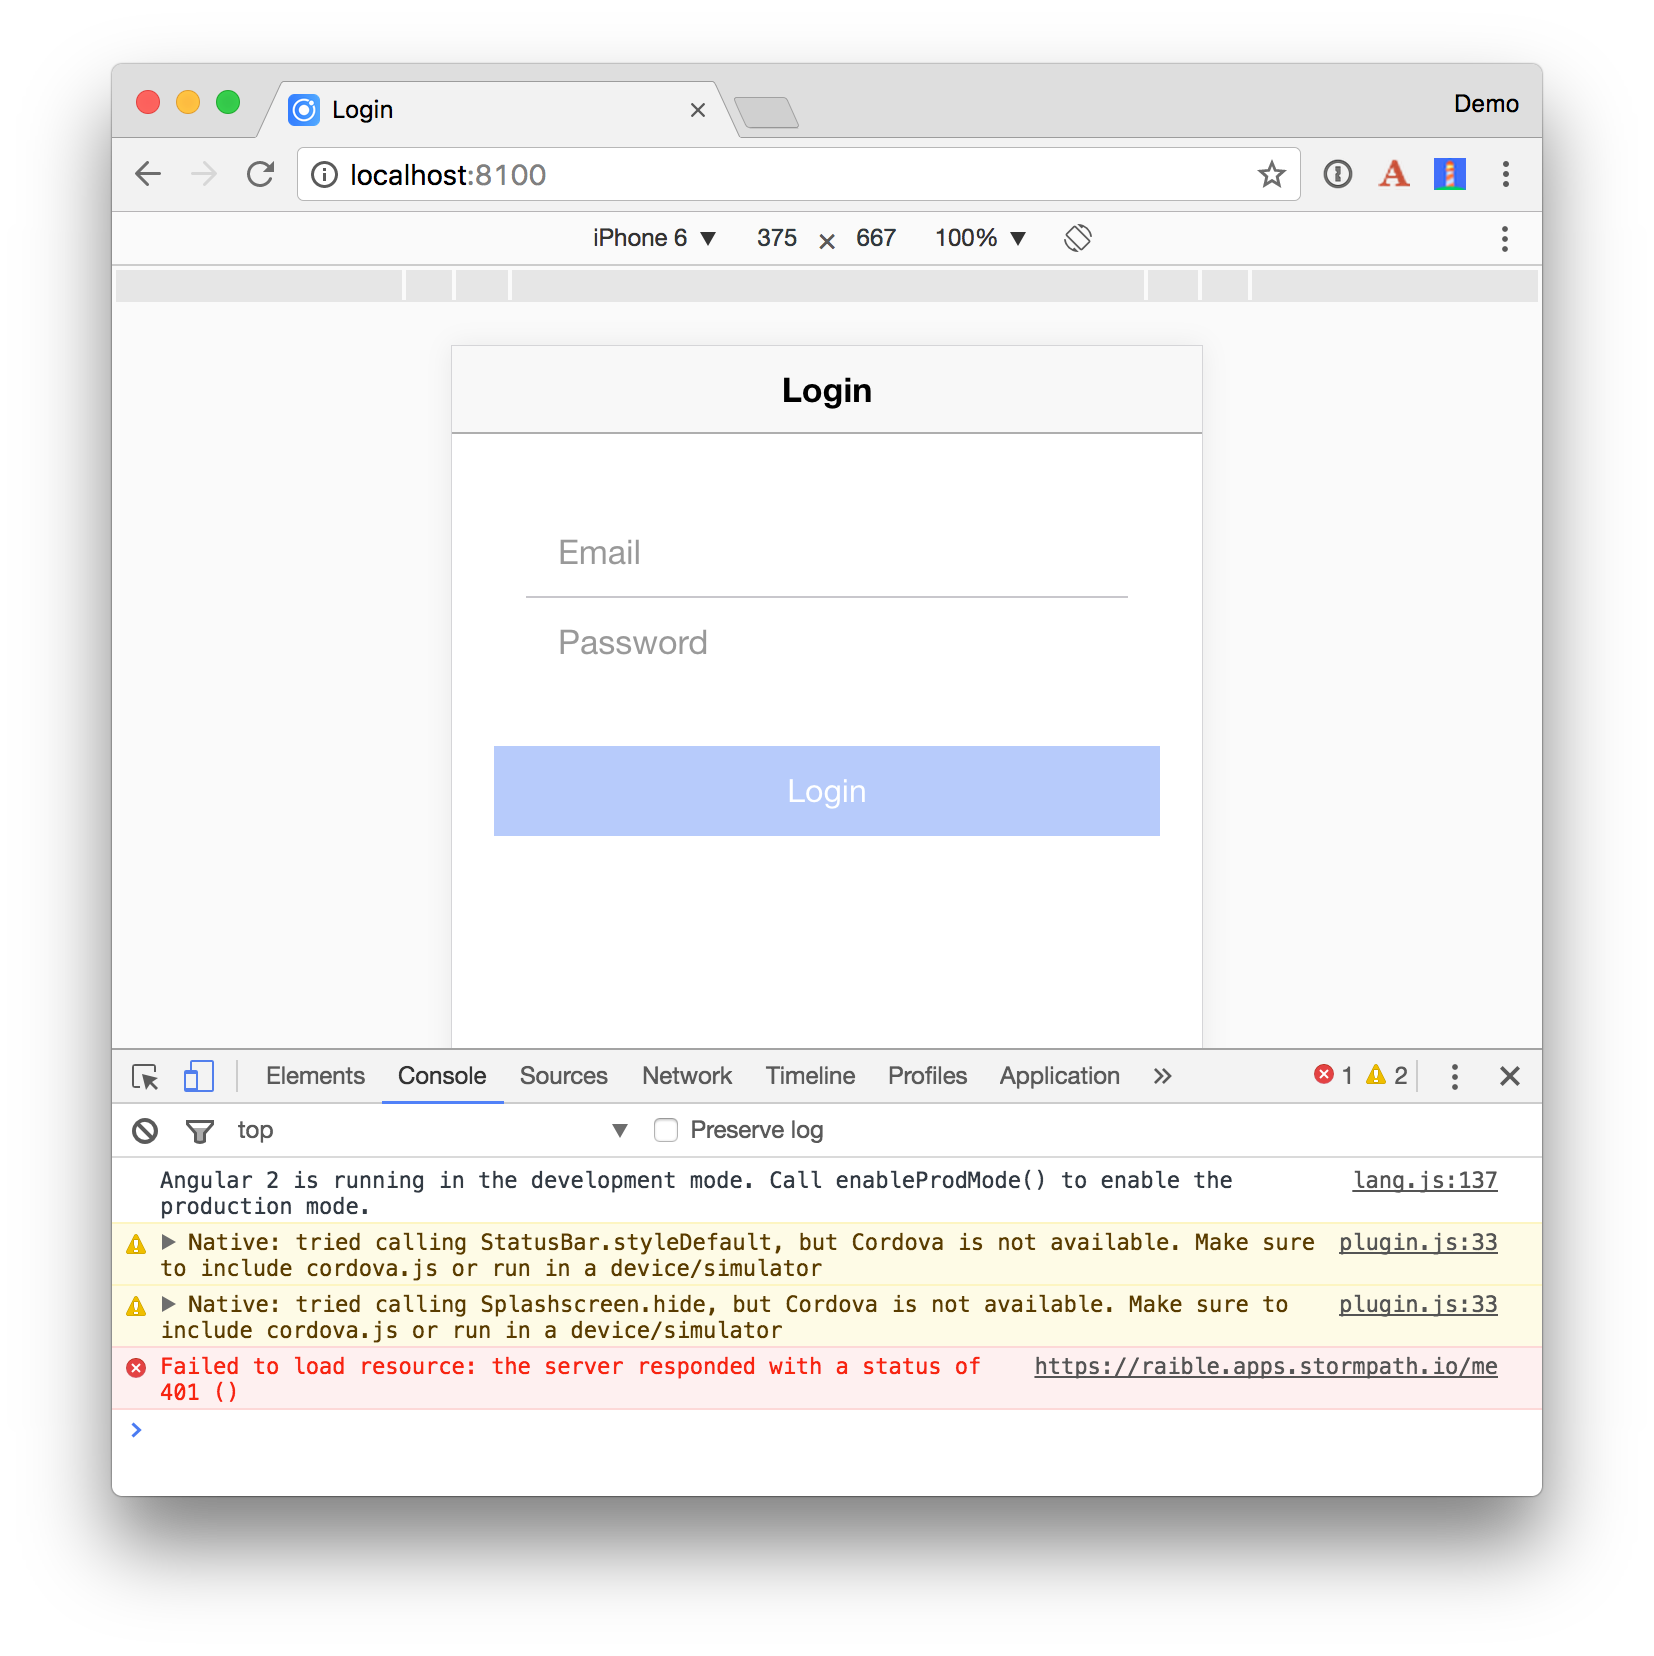 Login
Demo
localhost:8100
iPhone 6 ▼ 375 × 667 100% ▼
Login
Email
Password
Login
Elements Console Sources Network Timeline Profiles Application » 1 2
top ▼ Preserve log
Angular 2 is running in the development mode. Call enableProdMode() to enable the lang.js:137
production mode.
▶ Native: tried calling StatusBar.styleDefault, but Cordova is not available. Make sure plugin.js:33
to include cordova.js or run in a device/simulator
▶ Native: tried calling Splashscreen.hide, but Cordova is not available. Make sure to plugin.js:33
include cordova.js or run in a device/simulator
Failed to load resource: the server responded with a status of https://raible.apps.stormpath.io/me
401 ()